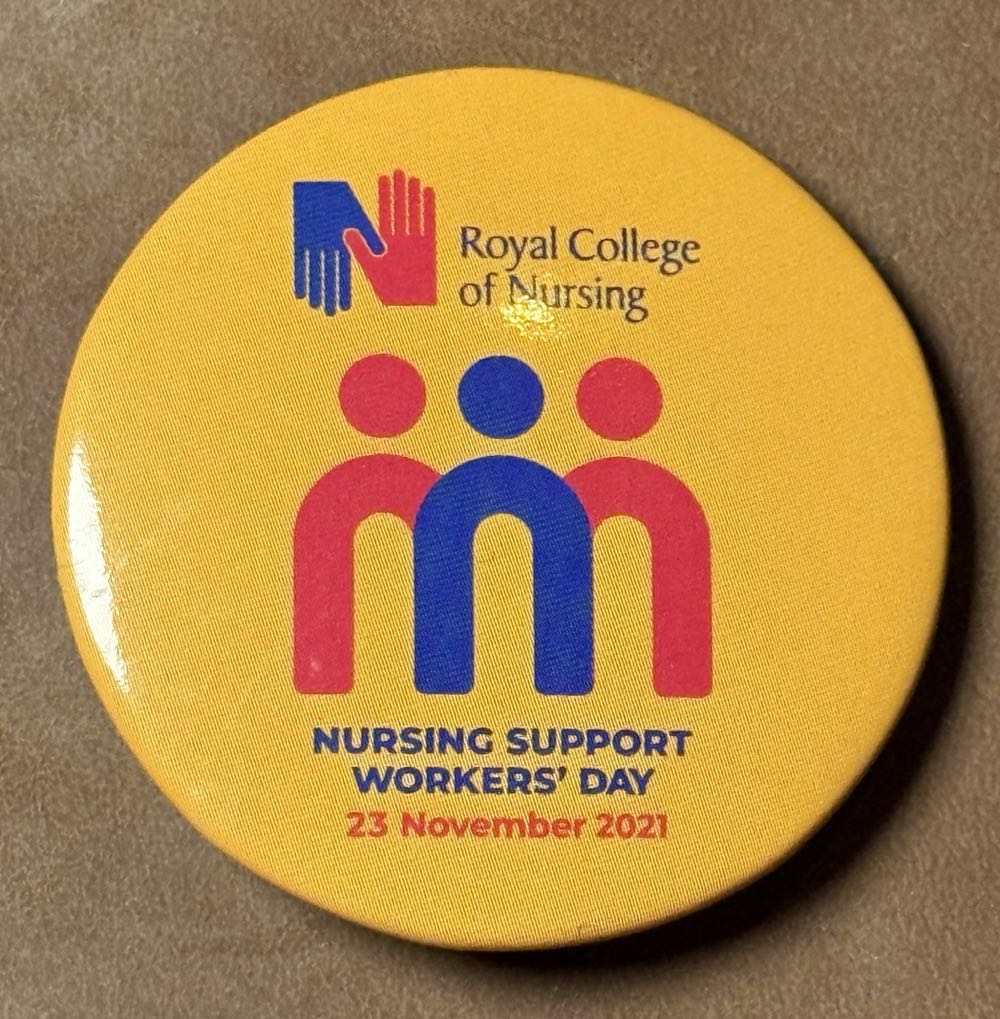 Royal College
of Nursing
NURSING SUPPORT
WORKERS’ DAY
23 November 2021